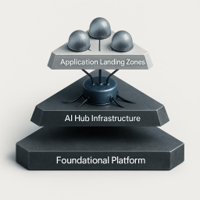 Application Landing Zones
AI Hub Infrastructure
Foundational Platform